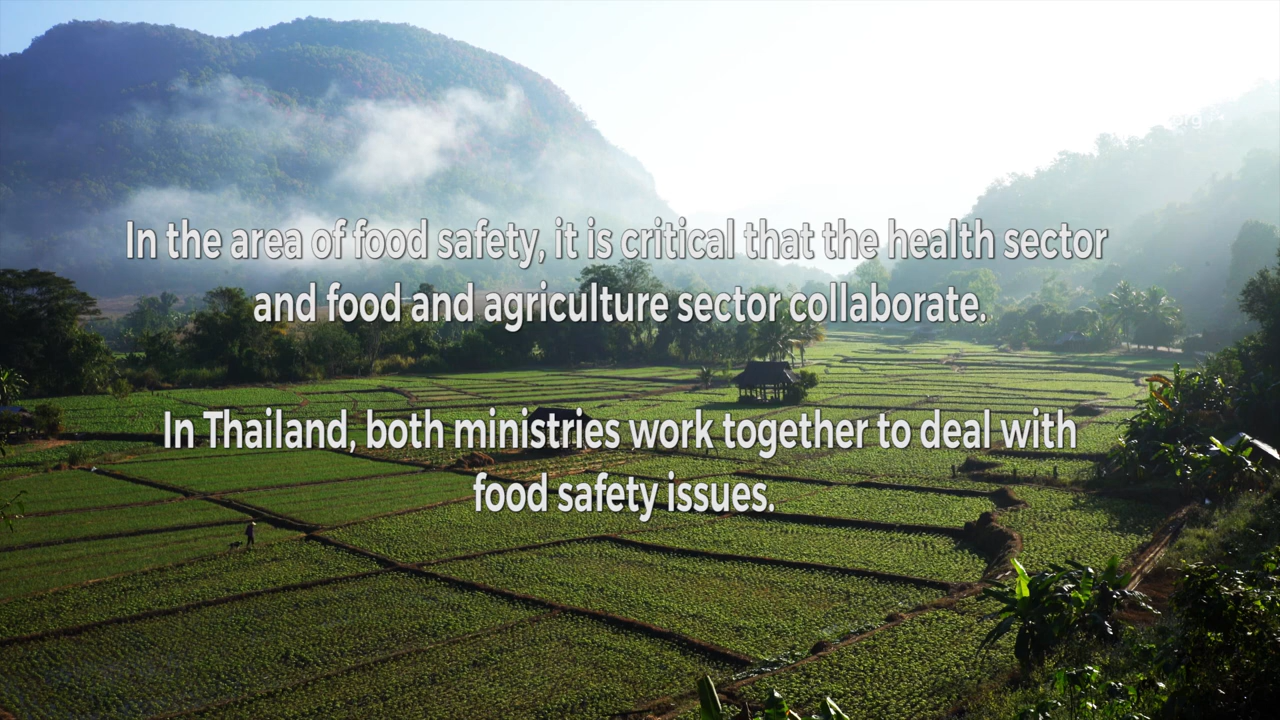 In the area of food safety, it is critical that the health sector
and food and agriculture sector collaborate.
In Thailand, both ministries work together to deal with
food safety issues.